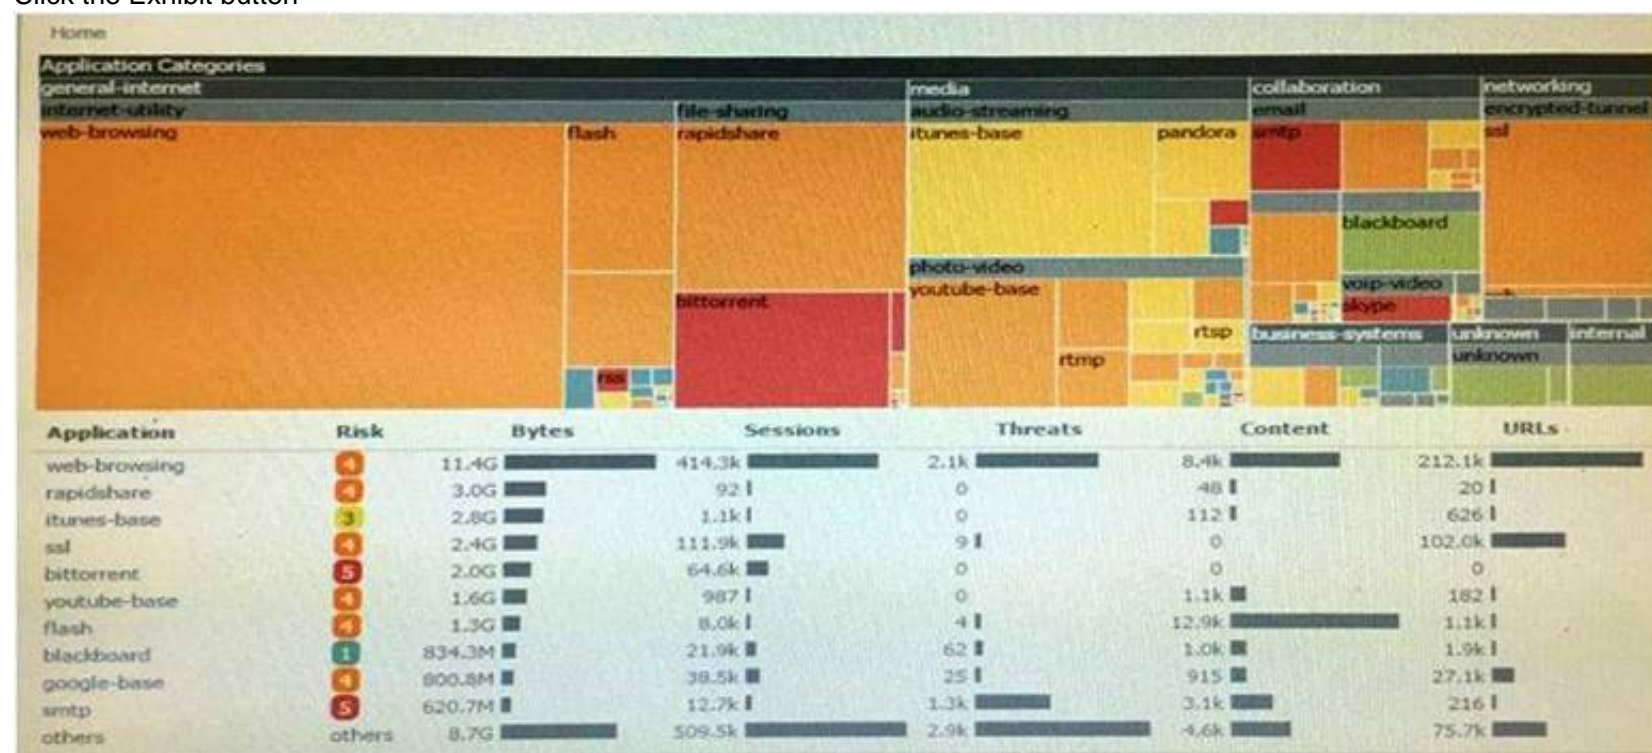 Click the Exhibit button
Home
Application Categories
general-internet media collaboration networking
internet-utility file-sharing audio-streaming email encrypted-tunnel
web-browsing flash rapidshare itunes-base pandora smtp ssl
blackboard
photo-video
voip-video
youtube-base
bittorrent skype
rtsp business-systems unknown internal
rtmp unknown
rss
Application Risk Bytes Sessions Threats Content URLs
web-browsing 4 11.4G 414.3k 2.1k 8.4k 212.1k
rapidshare 4 3.0G 92 0 48 20
itunes-base 3 2.8G 1.1k 0 112 626
ssl 4 2.4G 111.9k 9 0 102.0k
bittorrent 5 2.0G 64.6k 0 0 0
youtube-base 4 1.6G 987 0 1.1k 182
flash 4 1.3G 8.0k 4 12.9k 1.1k
blackboard 1 834.3M 21.9k 62 1.0k 1.9k
google-base 4 800.8M 38.5k 25 915 27.1k
smtp 5 620.7M 12.7k 1.3k 3.1k 216
others others 8.7G 509.5k 2.9k 4.6k 75.7k